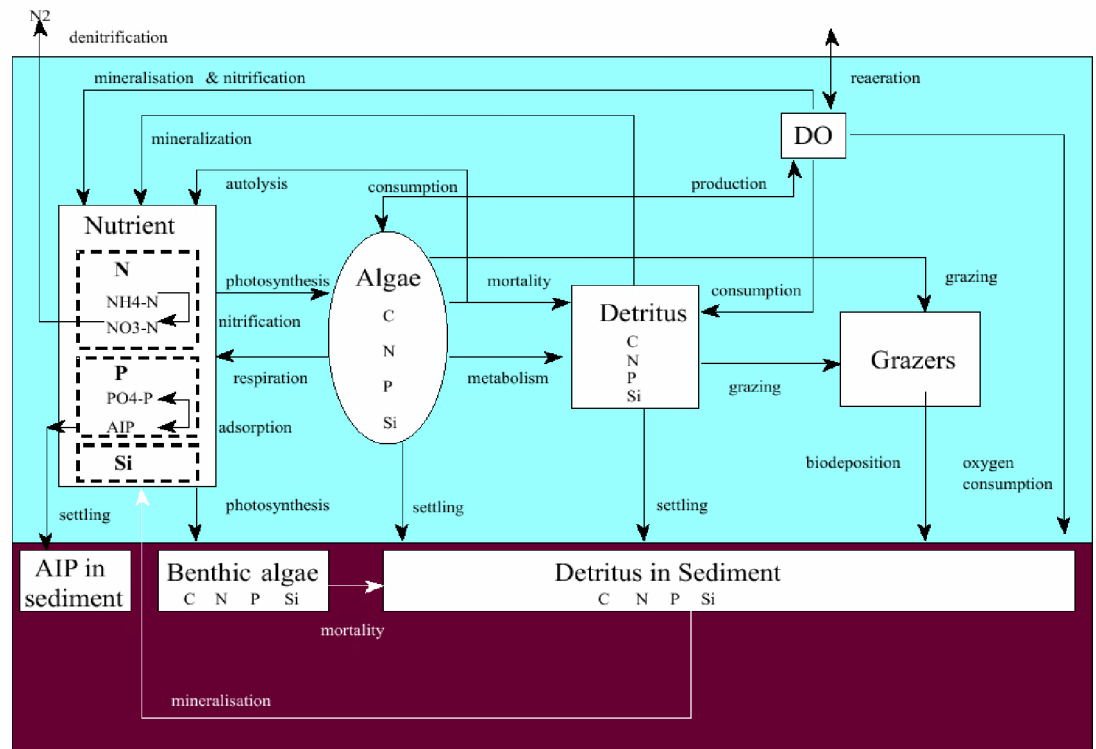 N2
denitrification
mineralisation & nitrification
reaeration
DO
mineralization
autolysis
consumption
production
Nutrient
N
NH4-N
NO3-N
P
PO4-P
AIP
Si
photosynthesis
nitrification
respiration
adsorption
photosynthesis
settling
Algae
C
N
P
Si
mortality
metabolism
settling
Detritus
C
N
P
Si
consumption
grazing
grazing
settling
Grazers
biodeposition
oxygen
consumption
AIP in
sediment
Benthic algae
C N P Si
Detritus in Sediment
C N P Si
mortality
mineralisation